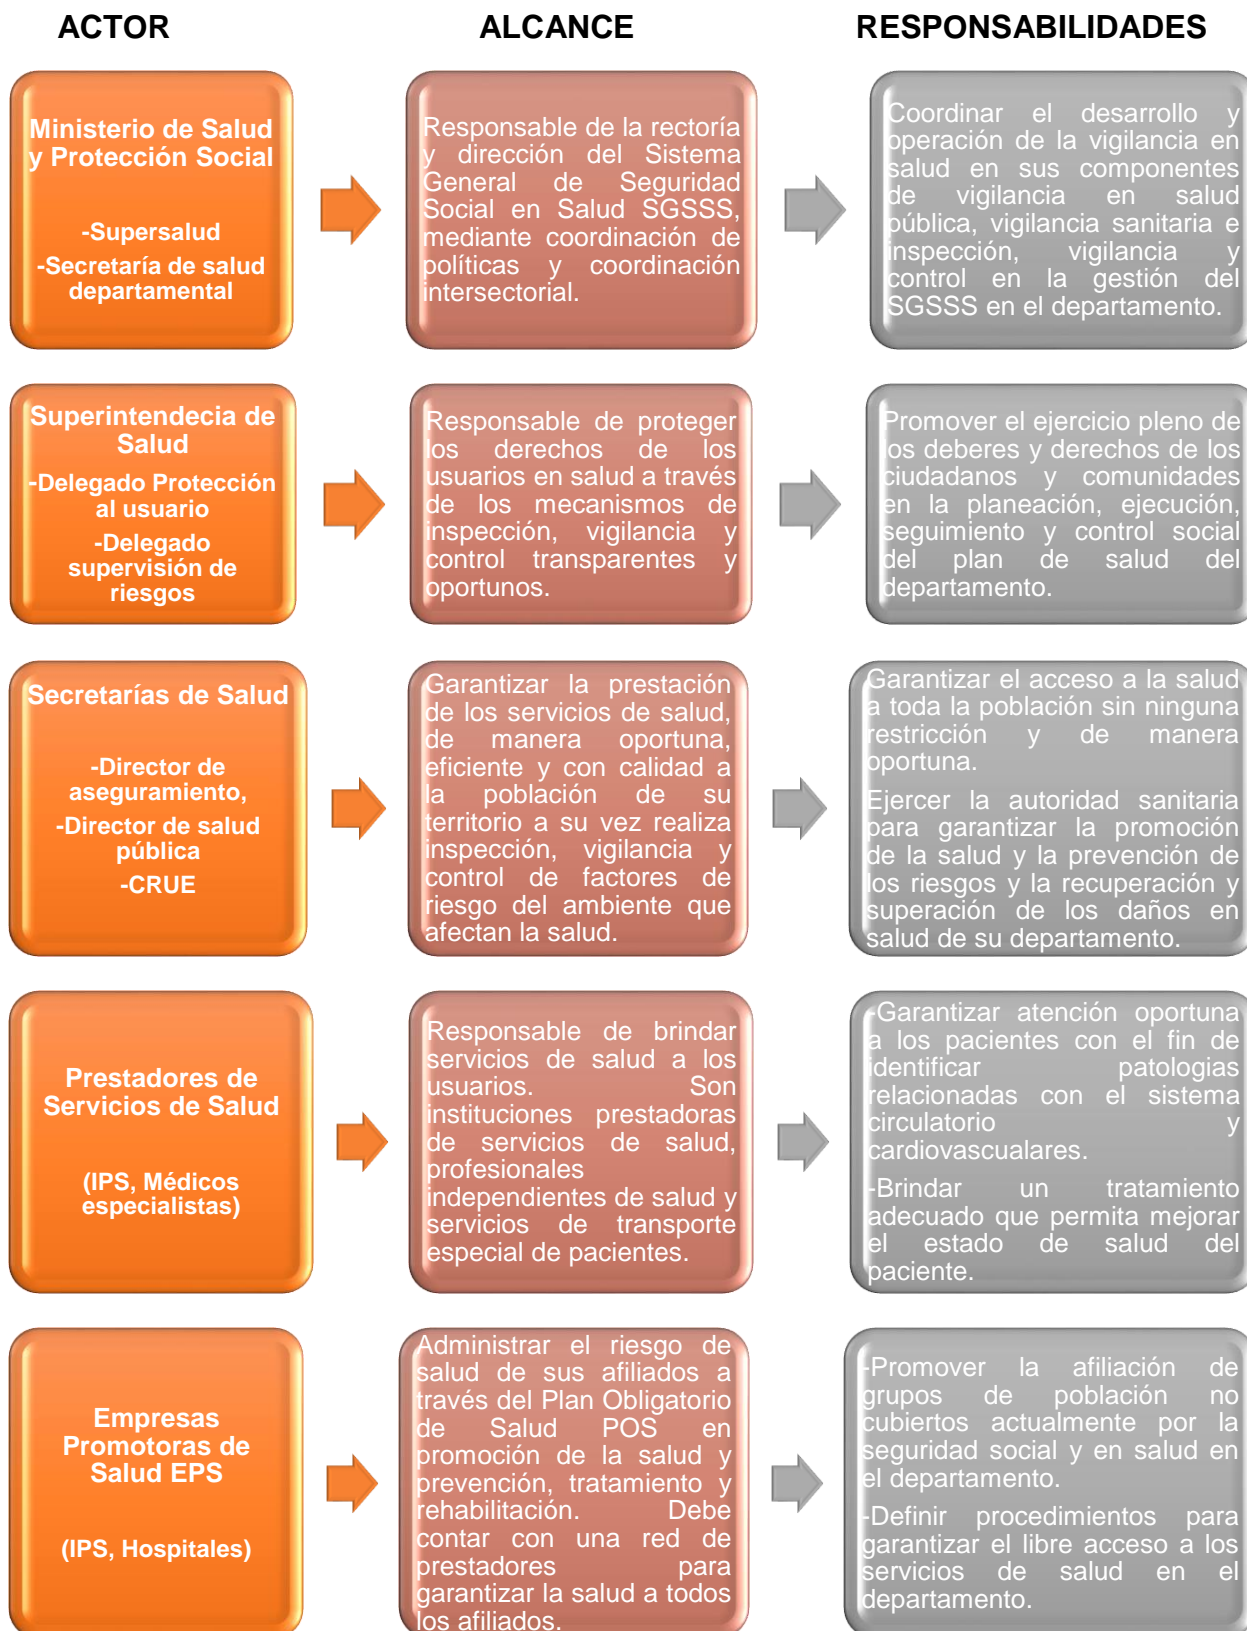 ACTOR
ALCANCE
RESPONSABILIDADES
Ministerio de Salud
y Protección Social
-Supersalud
-Secretaría de salud
departamental
Responsable de la rectoría
y dirección del Sistema
General de Seguridad
Social en Salud SGSSS,
mediante coordinación de
políticas y coordinación
intersectorial.
Coordinar el desarrollo y
operación de la vigilancia en
salud en sus componentes
de vigilancia en salud
pública, vigilancia sanitaria e
inspección, vigilancia y
control en la gestión del
SGSSS en el departamento.
Superintendecia de
Salud
-Delegado Protección
al usuario
-Delegado
supervisión de
riesgos
Responsable de proteger
los derechos de los
usuarios en salud a través
de los mecanismos de
inspección, vigilancia y
control transparentes y
oportunos.
Promover el ejercicio pleno de
los deberes y derechos de los
ciudadanos y comunidades
en la planeación, ejecución,
seguimiento y control social
del plan de salud del
departamento.
Secretarías de Salud
-Director de
aseguramiento,
-Director de salud
pública
-CRUE
Garantizar la prestación
de los servicios de salud,
de manera oportuna,
eficiente y con calidad a
la población de su
territorio a su vez realiza
inspección, vigilancia y
control de factores de
riesgo del ambiente que
afectan la salud.
Garantizar el acceso a la salud
a toda la población sin ninguna
restricción y de manera
oportuna.
Ejercer la autoridad sanitaria
para garantizar la promoción
de la salud y la prevención de
los riesgos y la recuperación y
superación de los daños en
salud de su departamento.
Prestadores de
Servicios de Salud
(IPS, Médicos
especialistas)
Responsable de brindar
servicios de salud a los
usuarios. Son
instituciones prestadoras
de servicios de salud,
profesionales
independientes de salud y
servicios de transporte
especial de pacientes.
-Garantizar atención oportuna
a los pacientes con el fin de
identificar patologias
relacionadas con el sistema
circulatorio y
cardiovascualares.
-Brindar un tratamiento
adecuado que permita mejorar
el estado de salud del
paciente.
Empresas
Promotoras de
Salud EPS
(IPS, Hospitales)
Administrar el riesgo de
salud de sus afiliados a
través del Plan Obligatorio
de Salud POS en
promoción de la salud y
prevención, tratamiento y
rehabilitación. Debe
contar con una red de
prestadores para
garantizar la salud a todos
los afiliados.
-Promover la afiliación de
grupos de población no
cubiertos actualmente por la
seguridad social y en salud en
el departamento.
-Definir procedimientos para
garantizar el libre acceso a los
servicios de salud en el
departamento.